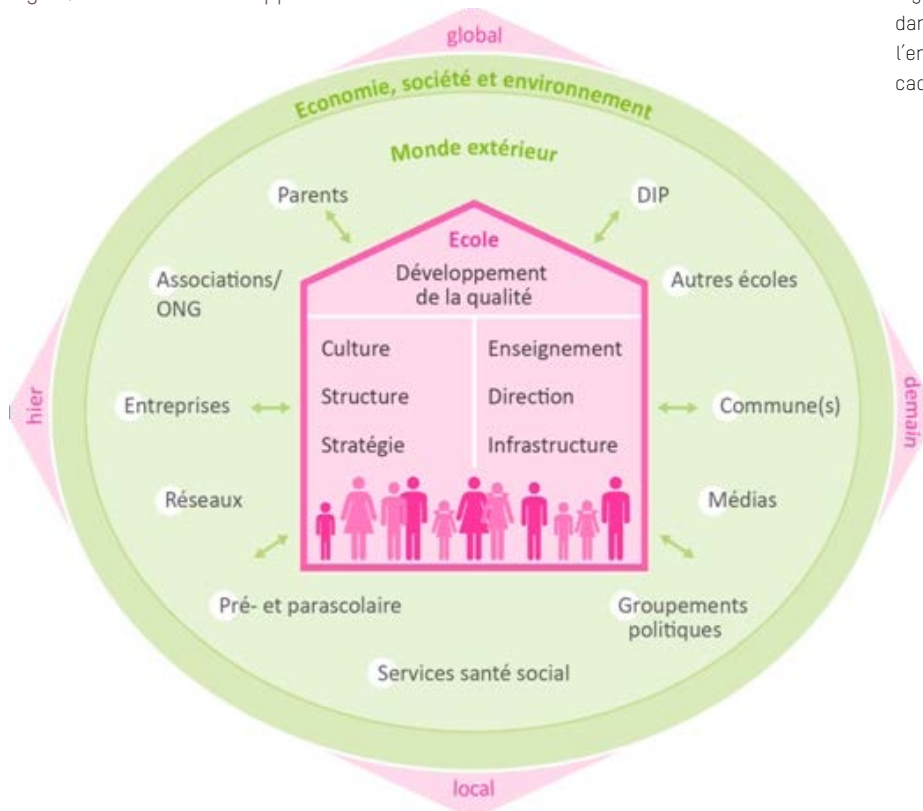 global
Economie, société et environnement
Monde extérieur
Parents
DIP
Ecole
Développement
de la qualité
Associations/
ONG
Autres écoles
Culture
Enseignement
hier
Entreprises
Structure
Direction
Commune(s)
demain
Stratégie
Infrastructure
Réseaux
Médias
Pré- et parascolaire
Groupements
politiques
Services santé social
local